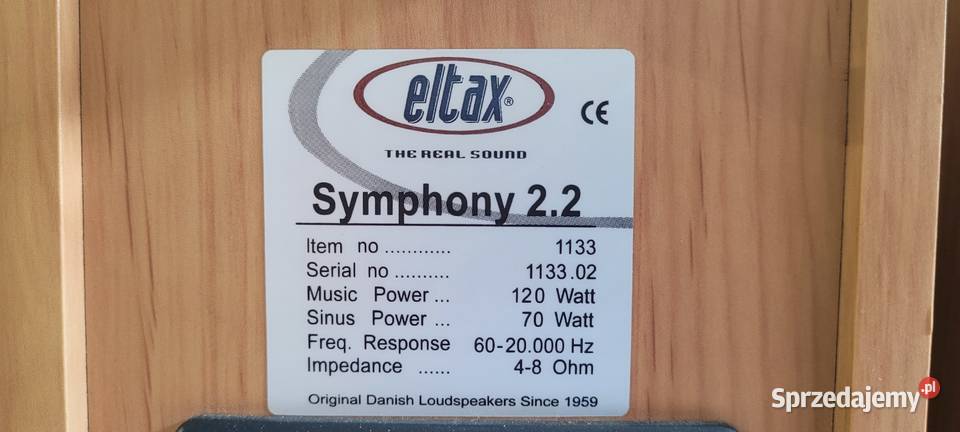 eltax®
CE
THE REAL SOUND
Symphony 2.2
Item no ............ 1133
Serial no .......... 1133.02
Music Power ... 120 Watt
Sinus Power ... 70 Watt
Freq. Response 60-20.000 Hz
Impedance ...... 4-8 Ohm
Original Danish Loudspeakers Since 1959
Sprzedajemy.pl